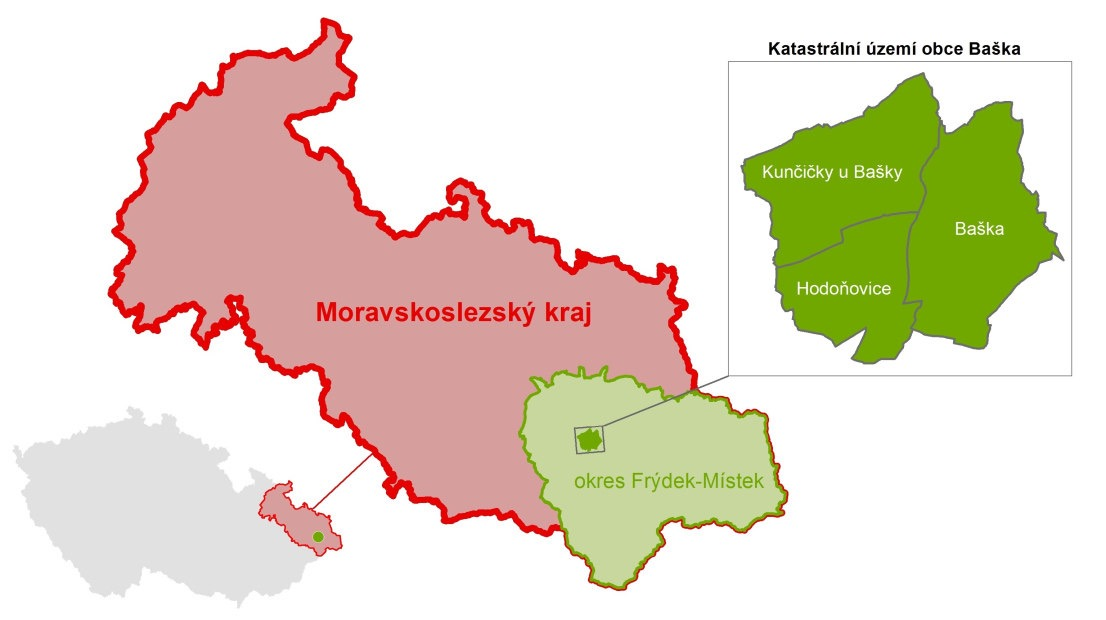 Katastrální území obce Baška
Kunčičky u Bašky
Baška
Hodoňovice
Moravskoslezský kraj
okres Frýdek-Místek